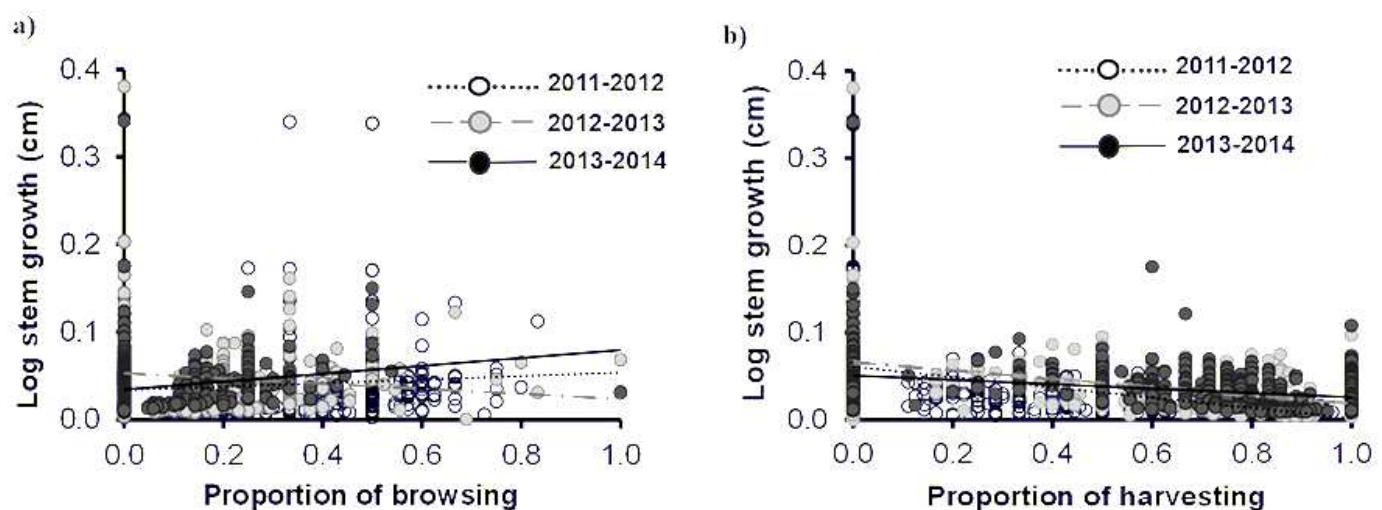 a)
Log stem growth (cm)
0.4
0.3
0.2
0.1
0.0
2011-2012
2012-2013
2013-2014
0.0 0.2 0.4 0.6 0.8 1.0
Proportion of browsing
b)
Log stem growth (cm)
0.4
0.3
0.2
0.1
0.0
2011-2012
2012-2013
2013-2014
0.0 0.2 0.4 0.6 0.8 1.0
Proportion of harvesting